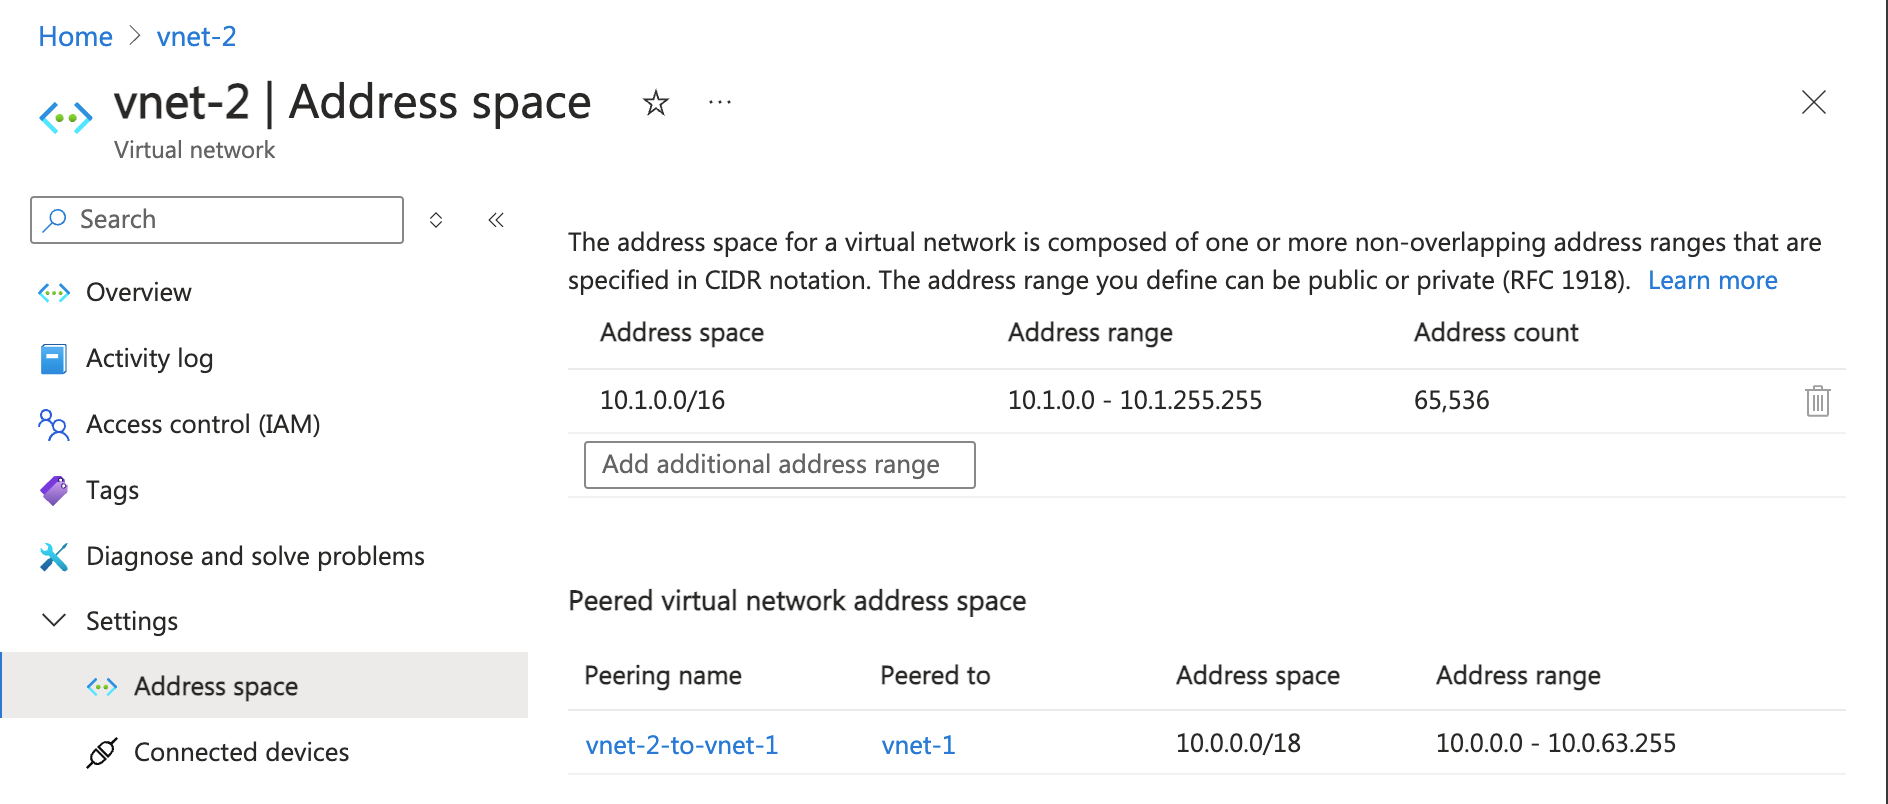 Home > vnet-2
vnet-2 | Address space
Virtual network
Search
Overview
Activity log
Access control (IAM)
Tags
Diagnose and solve problems
Settings
Address space
Connected devices
The address space for a virtual network is composed of one or more non-overlapping address ranges that are
specified in CIDR notation. The address range you define can be public or private (RFC 1918). Learn more
Address space Address range Address count
10.1.0.0/16 10.1.0.0 - 10.1.255.255 65,536
Add additional address range
Peered virtual network address space
Peering name Peered to Address space Address range
vnet-2-to-vnet-1 vnet-1 10.0.0.0/18 10.0.0.0 - 10.0.63.255